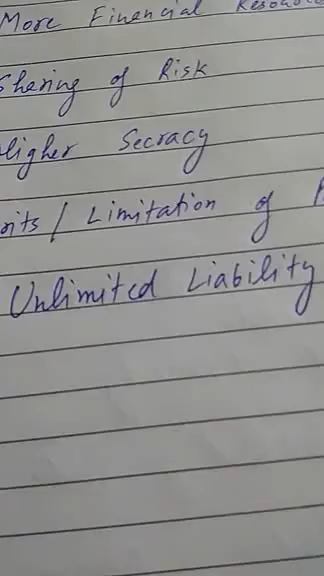 More Financial
Sharing of Risk
Higher Secracy
/ Limitation of
Unlimited Liability